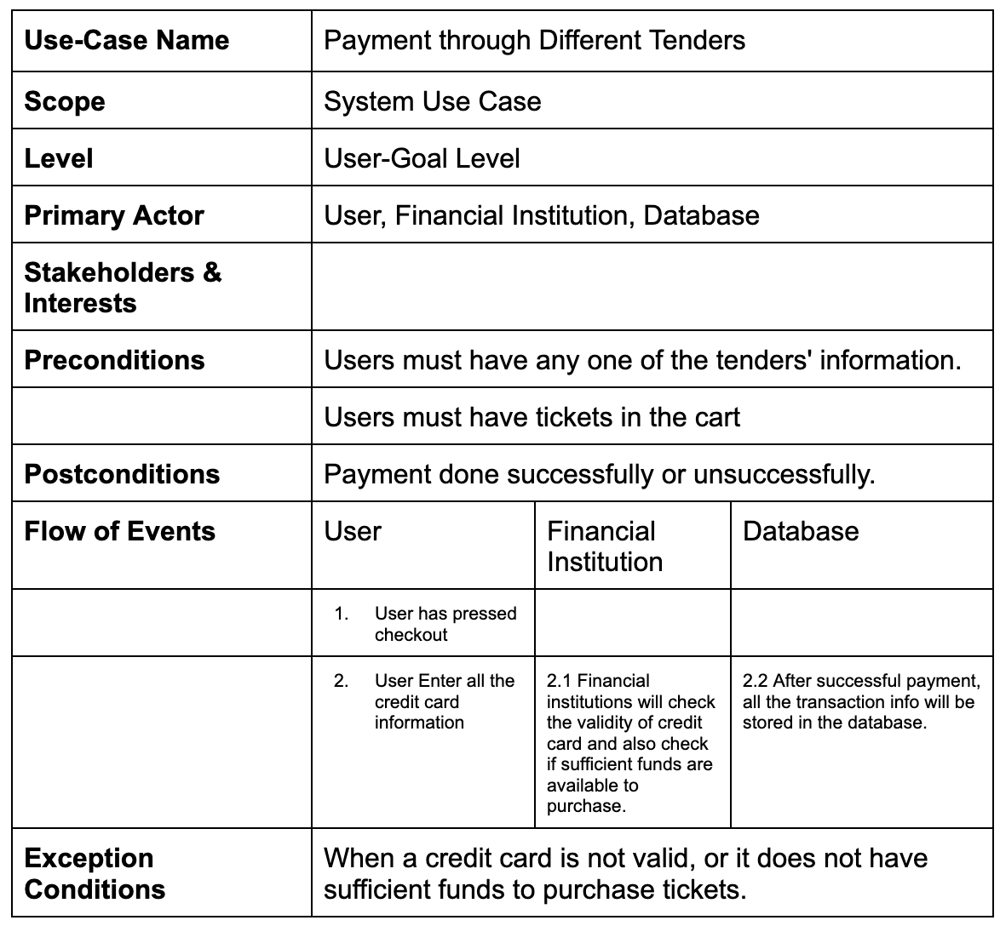 Use-Case Name
Payment through Different Tenders
Scope
System Use Case
Level
User-Goal Level
Primary Actor
User, Financial Institution, Database
Stakeholders &
Interests
Preconditions
Users must have any one of the tenders' information.
Users must have tickets in the cart
Postconditions
Payment done successfully or unsuccessfully.
Flow of Events
User
Financial
Institution
Database
1. User has pressed
checkout
2. User Enter all the
credit card
information
2.1 Financial
institutions will check
the validity of credit
card and also check
if sufficient funds are
available to
purchase.
2.2 After successful payment,
all the transaction info will be
stored in the database.
Exception
Conditions
When a credit card is not valid, or it does not have
sufficient funds to purchase tickets.